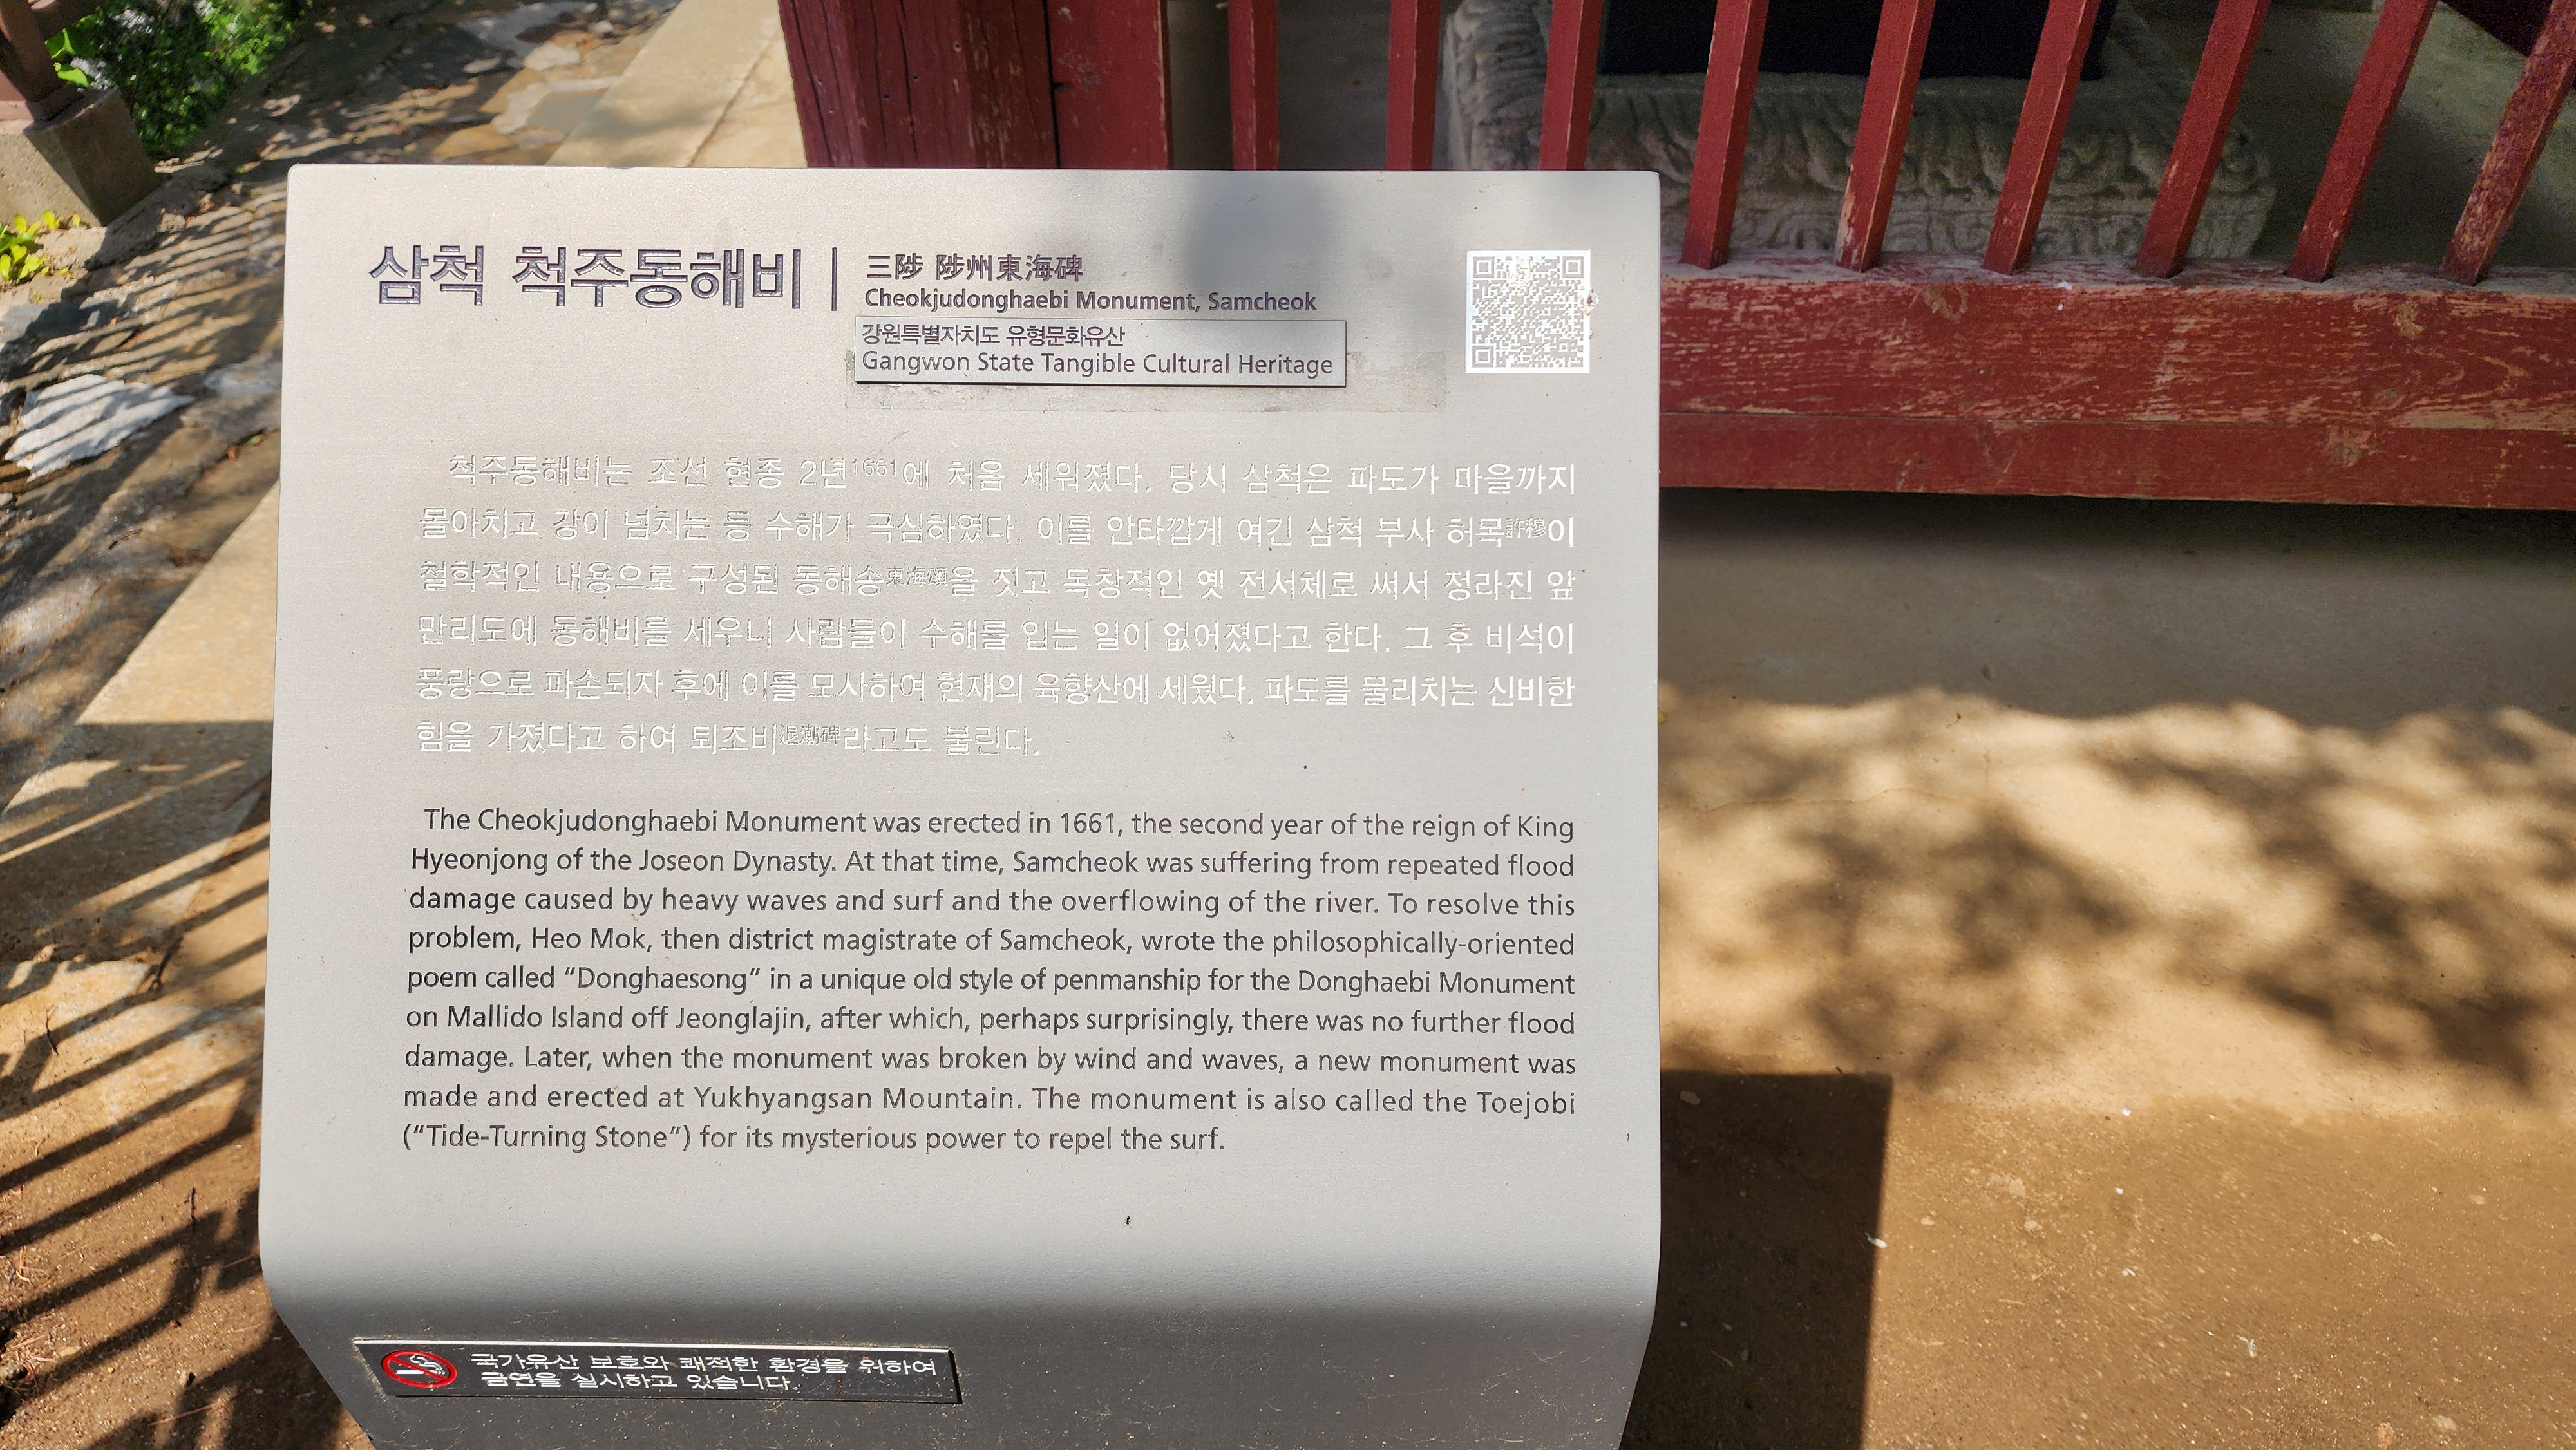 삼척 척주동해비
三陟 陟州東海碑
Cheokjudonghaebi Monument, Samcheok
강원특별자치도 유형문화유산
Gangwon State Tangible Cultural Heritage
척주동해비는 조선 현종 2년1661에 처음 세워졌다. 당시 삼척은 파도가 마을까지
몰아치고 강이 넘치는 등 수해가 극심하였다. 이를 안타깝게 여긴 삼척 부사 허목許穆이
철학적인 내용으로 구성된 동해송東海頌을 짓고 독창적인 옛 전서체로 써서 정라진 앞
만리도에 동해비를 세우니 사람들이 수해를 입는 일이 없어졌다고 한다. 그 후 비석이
풍랑으로 파손되자 후에 이를 모사하여 현재의 육향산에 세웠다. 파도를 물리치는 신비한
힘을 가졌다고 하여 퇴조비退潮碑라고도 불린다.
The Cheokjudonghaebi Monument was erected in 1661, the second year of the reign of King
Hyeonjong of the Joseon Dynasty. At that time, Samcheok was suffering from repeated flood
damage caused by heavy waves and surf and the overflowing of the river. To resolve this
problem, Heo Mok, then district magistrate of Samcheok, wrote the philosophically-oriented
poem called “Donghaesong” in a unique old style of penmanship for the Donghaebi Monument
on Mallido Island off Jeonglajin, after which, perhaps surprisingly, there was no further flood
damage. Later, when the monument was broken by wind and waves, a new monument was
made and erected at Yukhyangsan Mountain. The monument is also called the Toejobi
(“Tide-Turning Stone”) for its mysterious power to repel the surf.
국가유산 보호와 쾌적한 환경을 위하여
금연을 실시하고 있습니다.